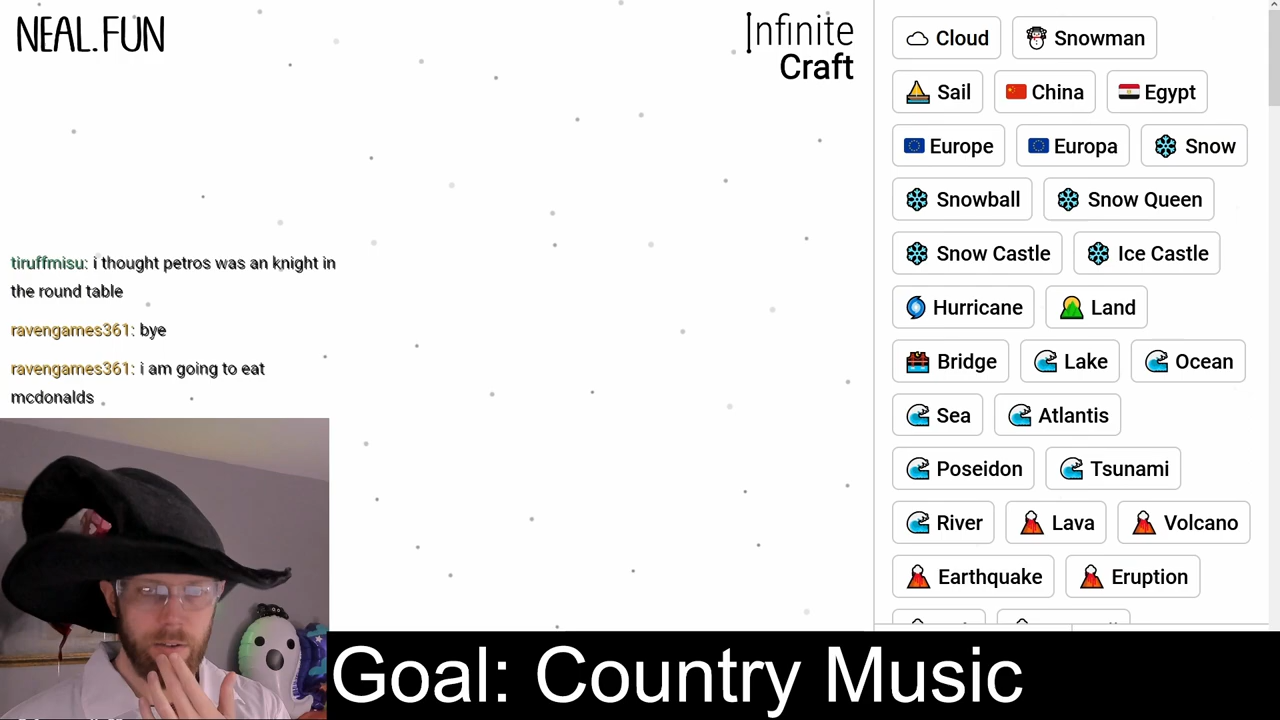 NEAL.FUN
Infinite
Craft
Cloud
Snowman
Sail
China
Egypt
Europe
Europa
Snow
Snowball
Snow Queen
Snow Castle
Ice Castle
Hurricane
Land
Bridge
Lake
Ocean
Sea
Atlantis
Poseidon
Tsunami
River
Lava
Volcano
Earthquake
Eruption
tiruffmisu: i thought petros was an knight in
the round table
ravengames361: bye
ravengames361: i am going to eat
mcdonalds
Goal: Country Music